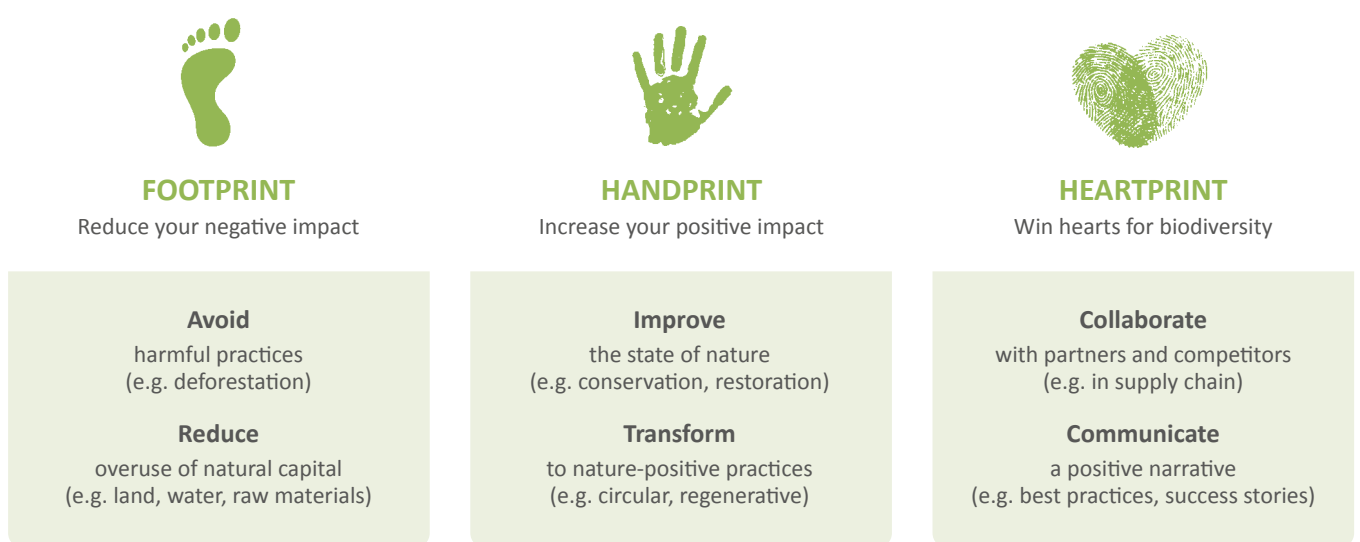 FOOTPRINT
Reduce your negative impact
Avoid
harmful practices
(e.g. deforestation)
Reduce
overuse of natural capital
(e.g. land, water, raw materials)
HANDPRINT
Increase your positive impact
Improve
the state of nature
(e.g. conservation, restoration)
Transform
to nature-positive practices
(e.g. circular, regenerative)
HEARTPRINT
Win hearts for biodiversity
Collaborate
with partners and competitors
(e.g. in supply chain)
Communicate
a positive narrative
(e.g. best practices, success stories)